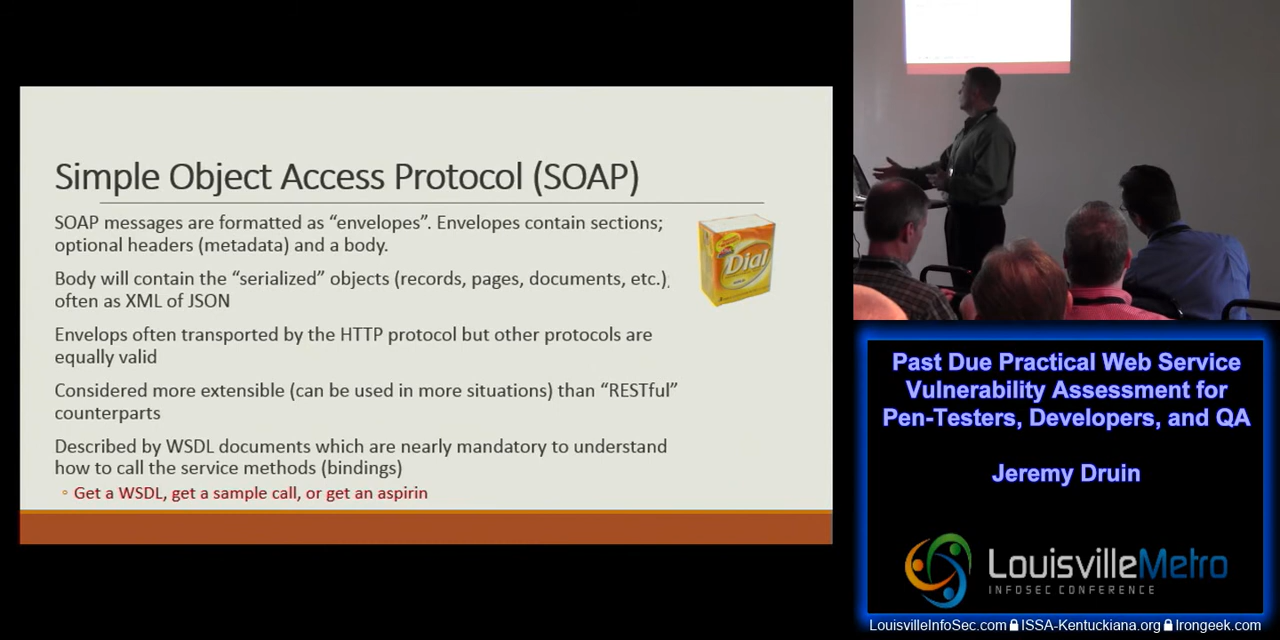 Simple Object Access Protocol (SOAP)
SOAP messages are formatted as “envelopes”. Envelopes contain sections;
optional headers (metadata) and a body.
Body will contain the “serialized” objects (records, pages, documents, etc.),
often as XML of JSON
Envelops often transported by the HTTP protocol but other protocols are
equally valid
Considered more extensible (can be used in more situations) than “RESTful”
counterparts
Described by WSDL documents which are nearly mandatory to understand
how to call the service methods (bindings)
◦ Get a WSDL, get a sample call, or get an aspirin
Dial
Past Due Practical Web Service
Vulnerability Assessment for
Pen-Testers, Developers, and QA
Jeremy Druin
LouisvilleMetro
INFOSEC CONFERENCE
LouisvilleInfoSec.com ISSA-Kentuckiana.org Irongeek.com